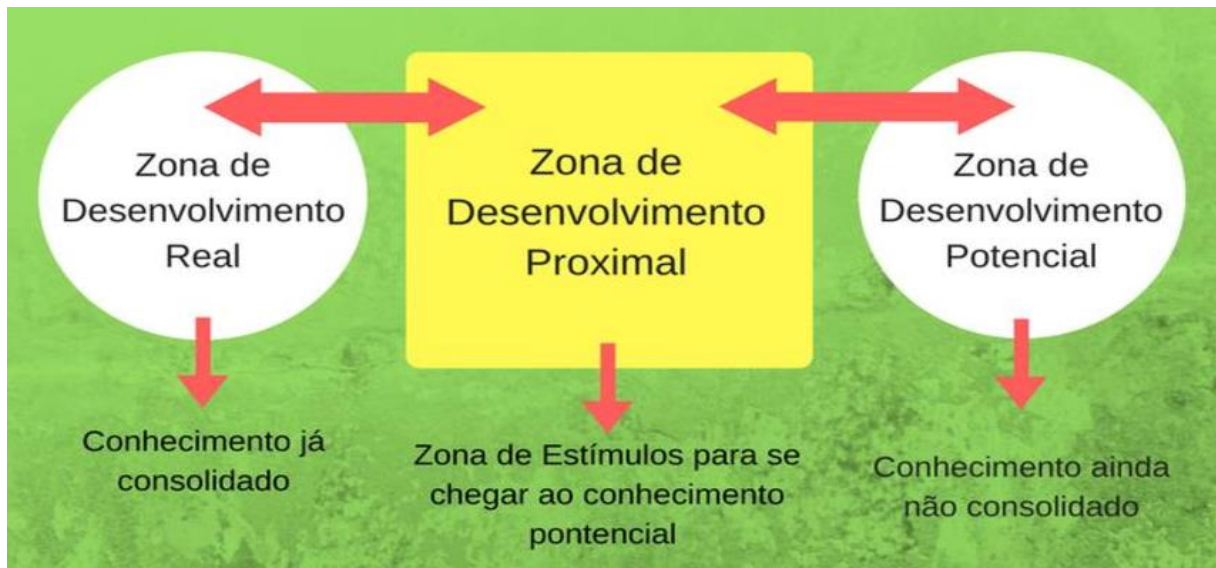 Zona de
Desenvolvimento
Real
Zona de
Desenvolvimento
Proximal
Zona de
Desenvolvimento
Potencial
Conhecimento já
consolidado
Zona de Estímulos para se
chegar ao conhecimento
pontencial
Conhecimento ainda
não consolidado